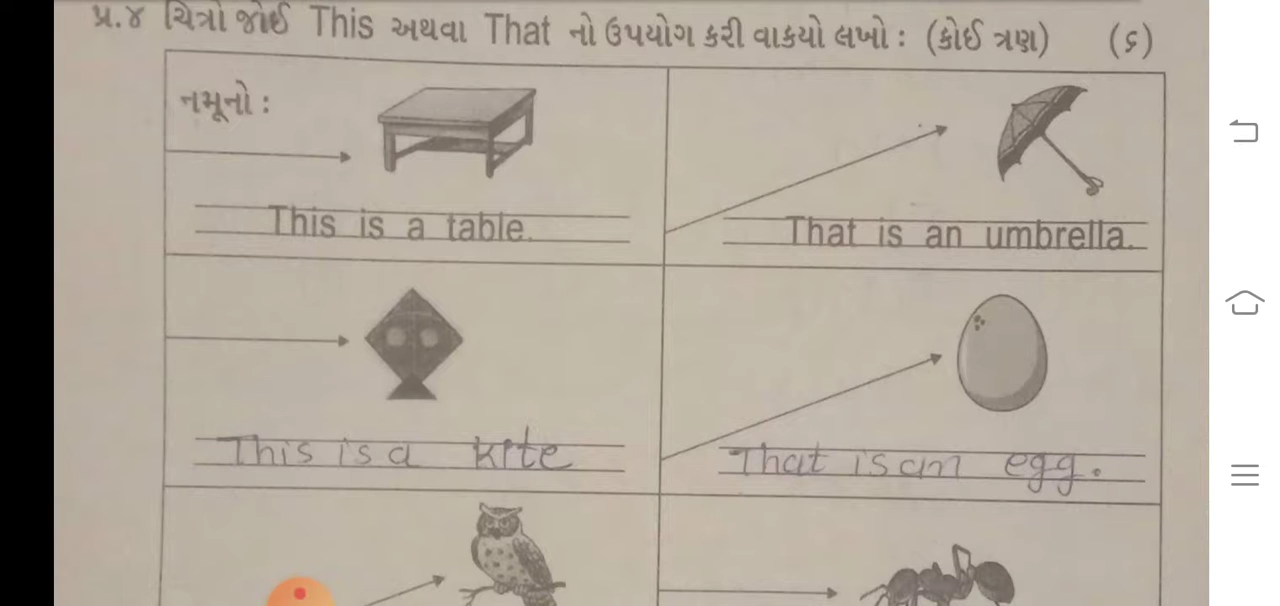 પ્ર.૪ ચિત્રો જોઈ This અથવા That નો ઉપયોગ કરી વાકયો લખો : (કોઈ ત્રણ) (૬)
નમૂનો :
This is a table.
That is an umbrella.
This is a kite
That is an egg.